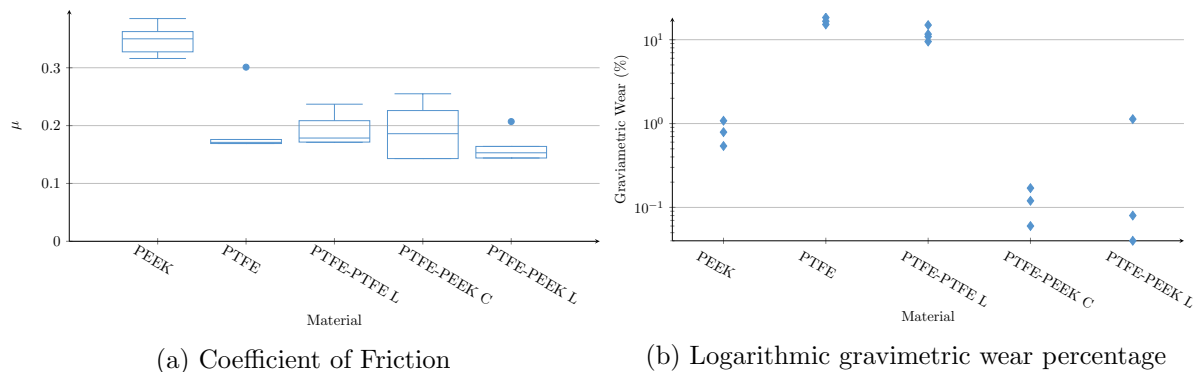 0.3
0.2
0.1
0
μ
PEEK
PTFE
PTFE-PTFE L
PTFE-PEEK C
PTFE-PEEK L
Material
(a) Coefficient of Friction
10¹
10⁰
10⁻¹
Graviametric Wear (%)
PEEK
PTFE
PTFE-PTFE L
PTFE-PEEK C
PTFE-PEEK L
Material
(b) Logarithmic gravimetric wear percentage